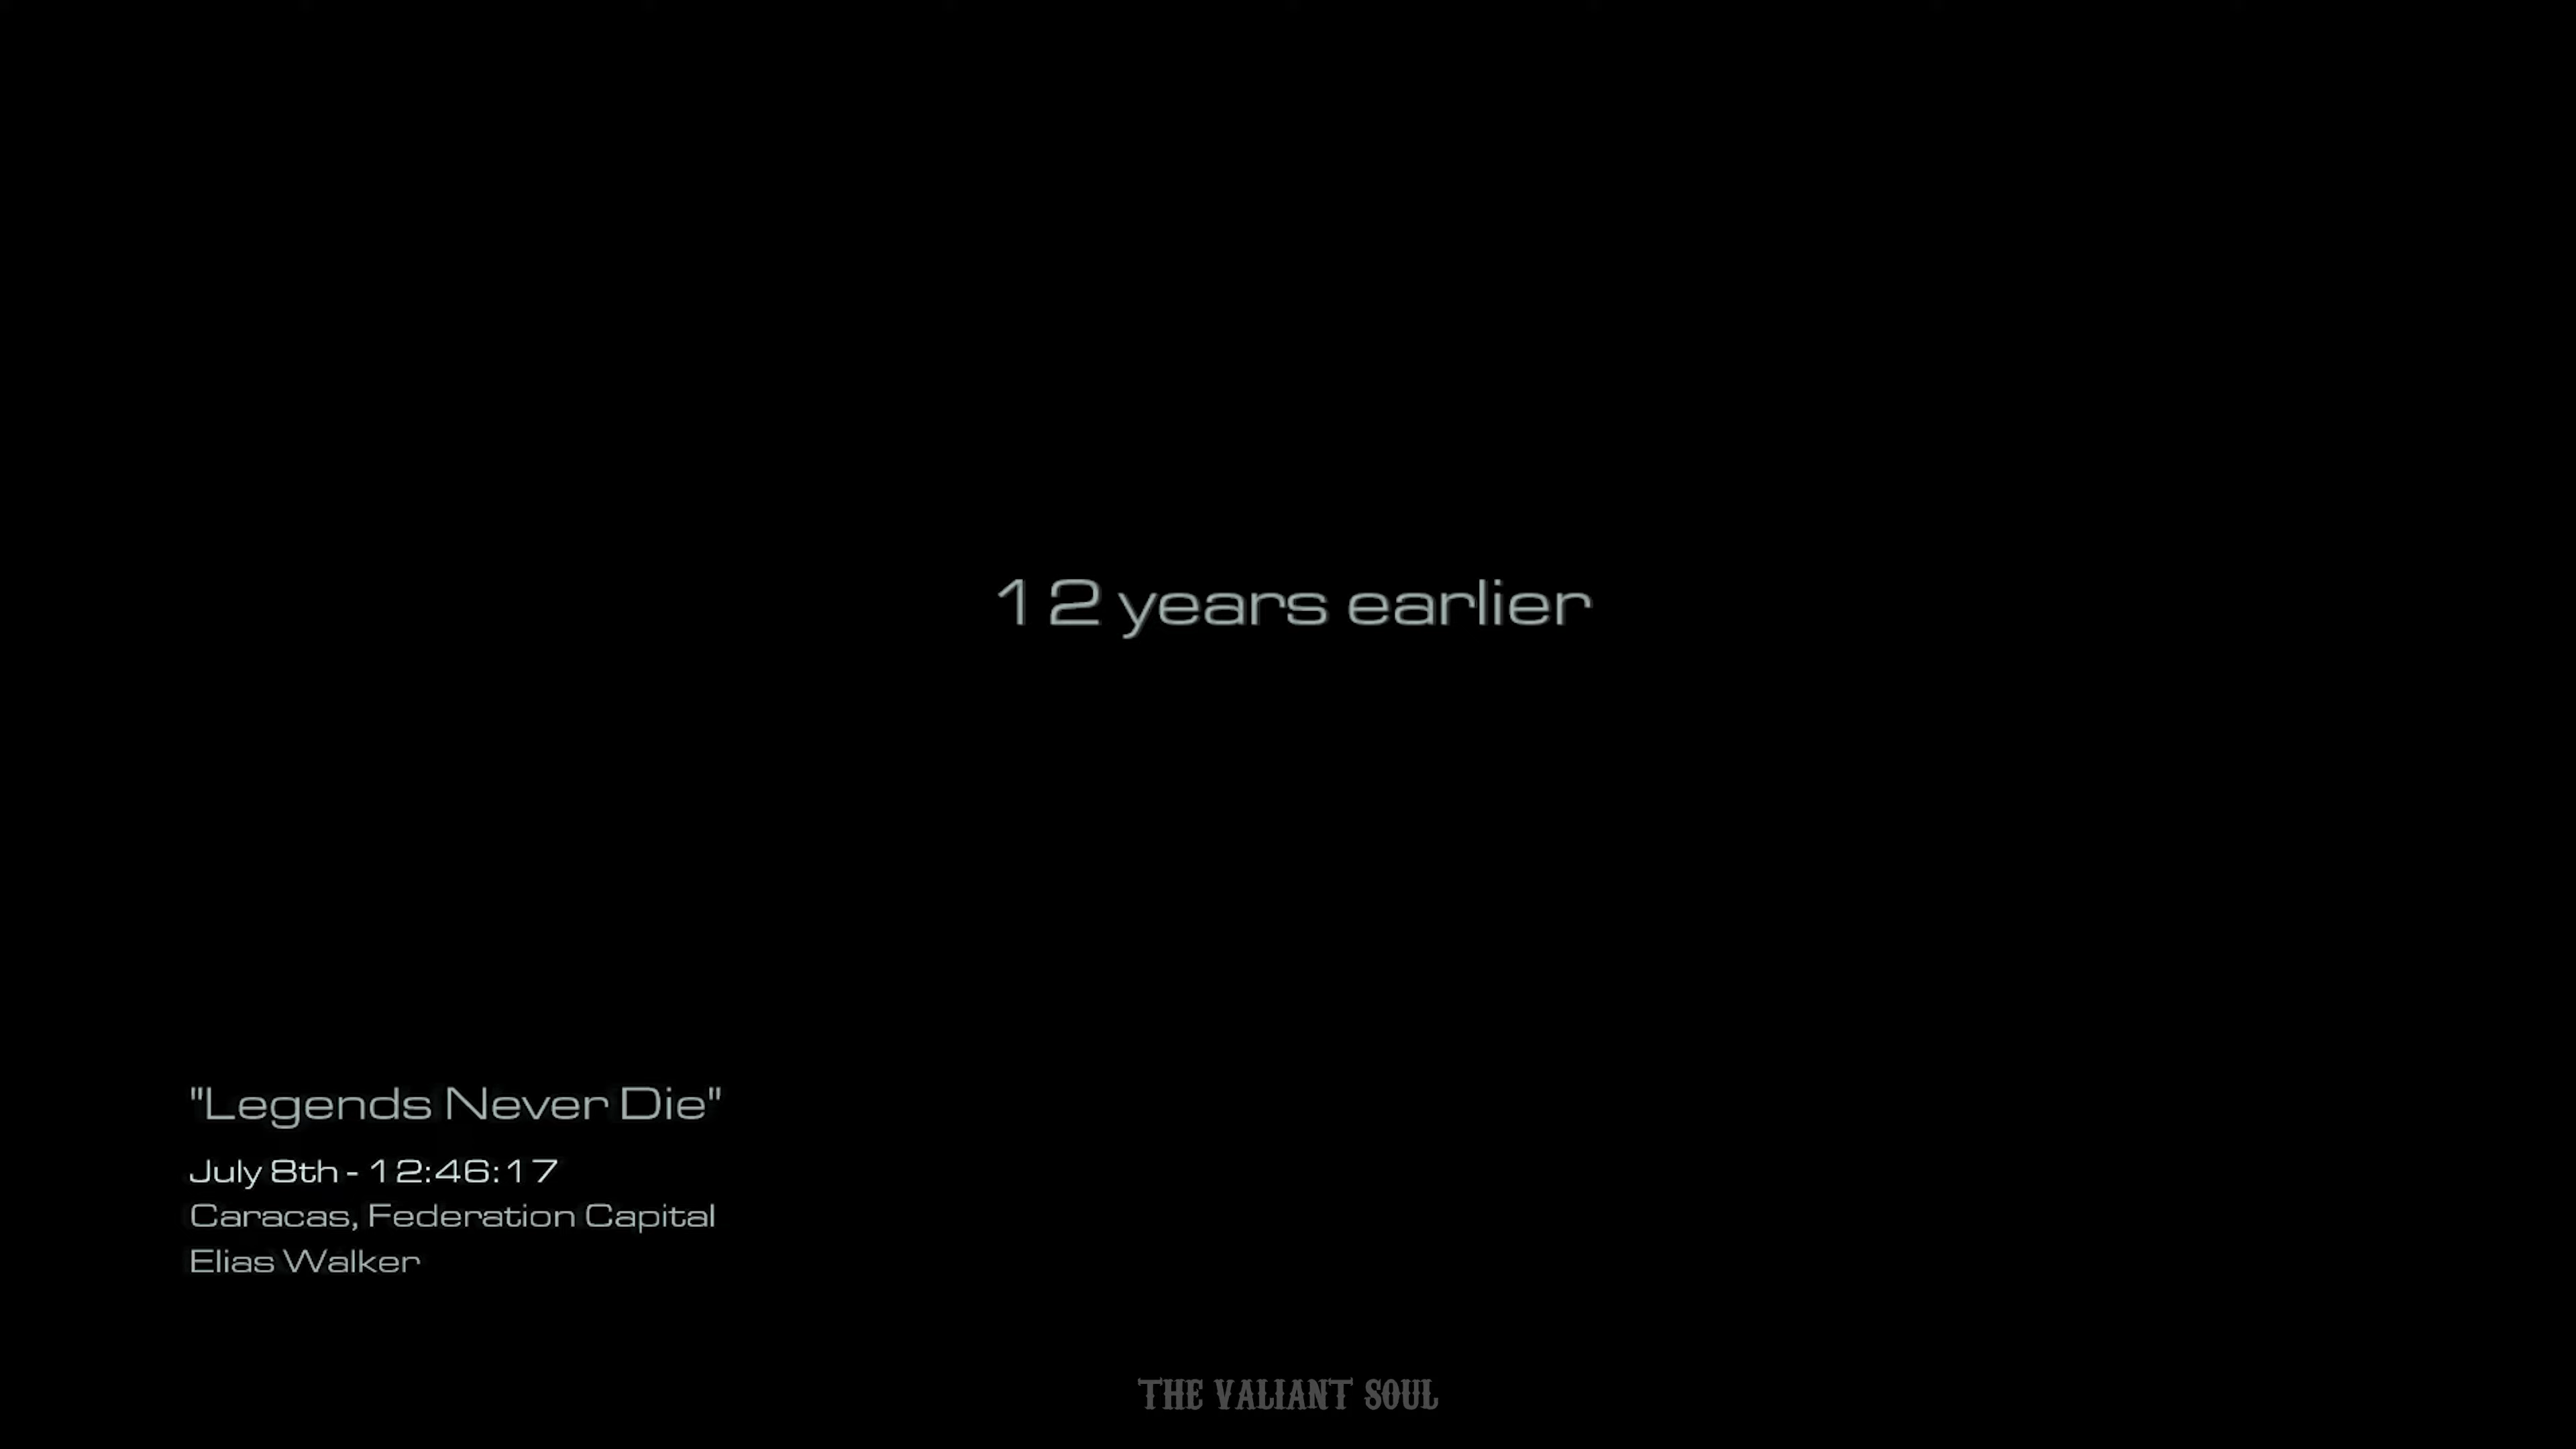 12 years earlier
"Legends Never Die"
July 8th - 12:46:17
Caracas, Federation Capital
Elias Walker
THE VALIANT SOUL